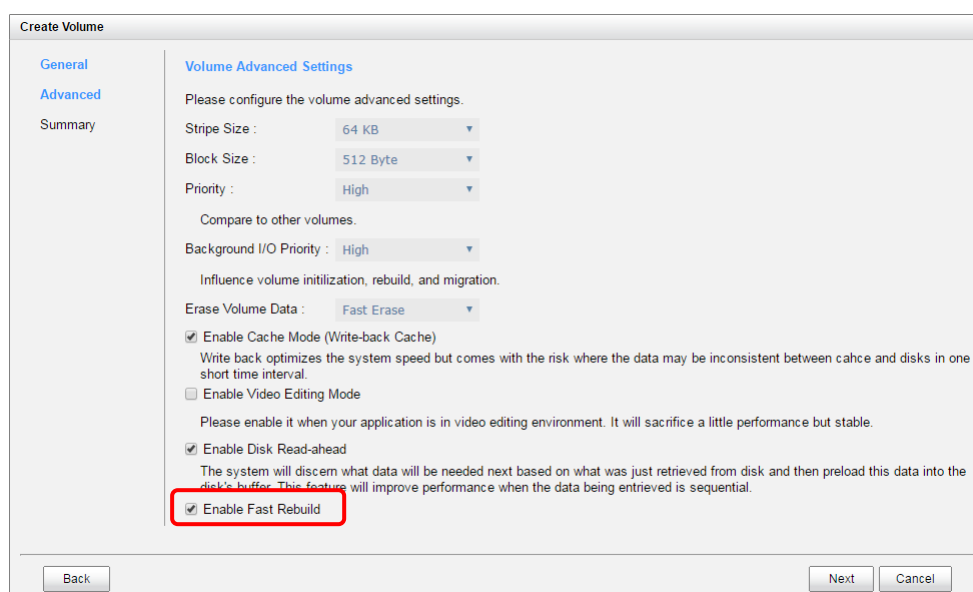 Create Volume
General
Advanced
Summary
Volume Advanced Settings
Please configure the volume advanced settings.
Stripe Size : 64 KB
Block Size : 512 Byte
Priority : High
Compare to other volumes.
Background I/O Priority : High
Influence volume initilization, rebuild, and migration.
Erase Volume Data : Fast Erase
Enable Cache Mode (Write-back Cache)
Write back optimizes the system speed but comes with the risk where the data may be inconsistent between cahce and disks in one
short time interval.
Enable Video Editing Mode
Please enable it when your application is in video editing environment. It will sacrifice a little performance but stable.
Enable Disk Read-ahead
The system will discern what data will be needed next based on what was just retrieved from disk and then preload this data into the
disk's buffer. This feature will improve performance when the data being entrieved is sequential.
Enable Fast Rebuild
Back Next Cancel